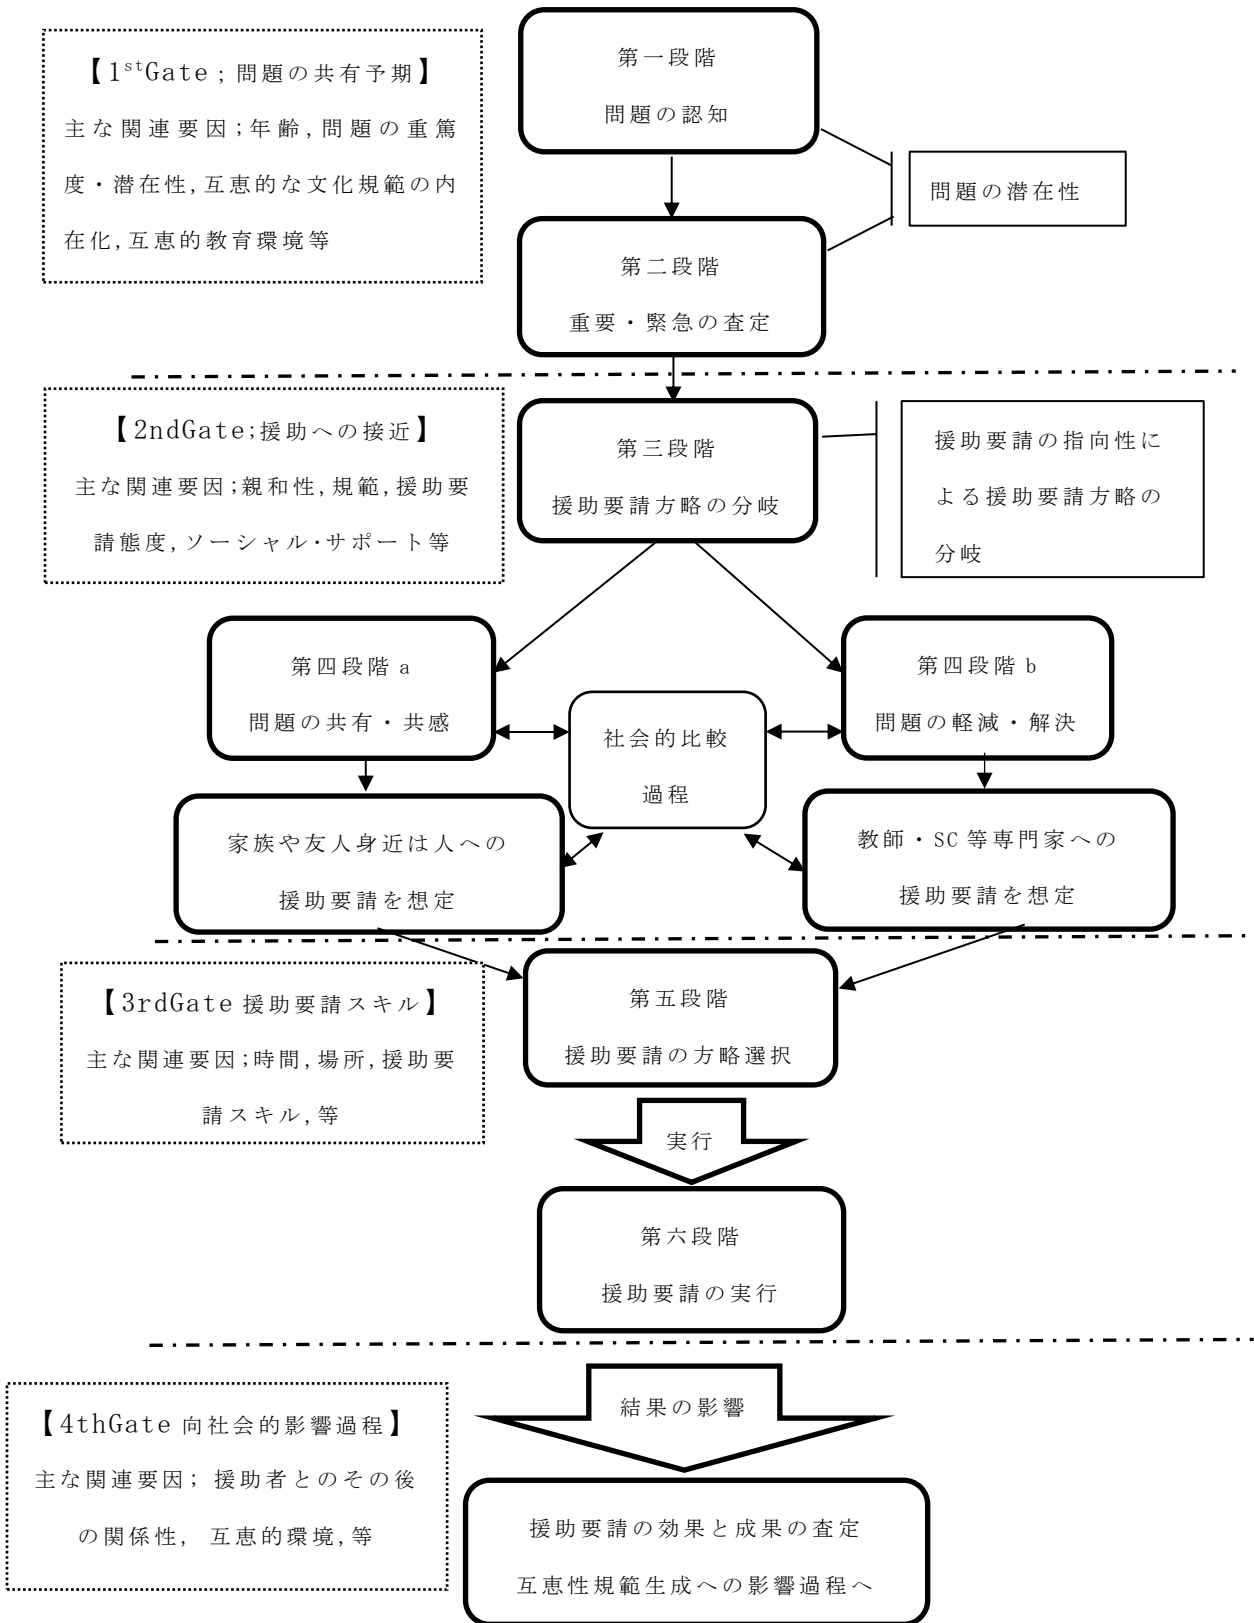 【1stGate；問題の共有予期】
主な関連要因；年齢,問題の重篤
度・潜在性,互恵的な文化規範の内
在化,互恵的教育環境等
第一段階
問題の認知
問題の潜在性
第二段階
重要・緊急の査定
【2ndGate;援助への接近】
主な関連要因；親和性,規範,援助要
請態度,ソーシャル・サポート等
第三段階
援助要請方略の分岐
援助要請の指向性に
よる援助要請方略の
分岐
第四段階 a
問題の共有・共感
社会的比較
過程
第四段階 b
問題の軽減・解決
家族や友人身近は人への
援助要請を想定
教師・SC 等専門家への
援助要請を想定
【3rdGate 援助要請スキル】
主な関連要因；時間,場所,援助要
請スキル,等
第五段階
援助要請の方略選択
実行
第六段階
援助要請の実行
【4thGate 向社会的影響過程】
主な関連要因； 援助者とのその後
の関係性, 互恵的環境,等
結果の影響
援助要請の効果と成果の査定
互恵性規範生成への影響過程へ